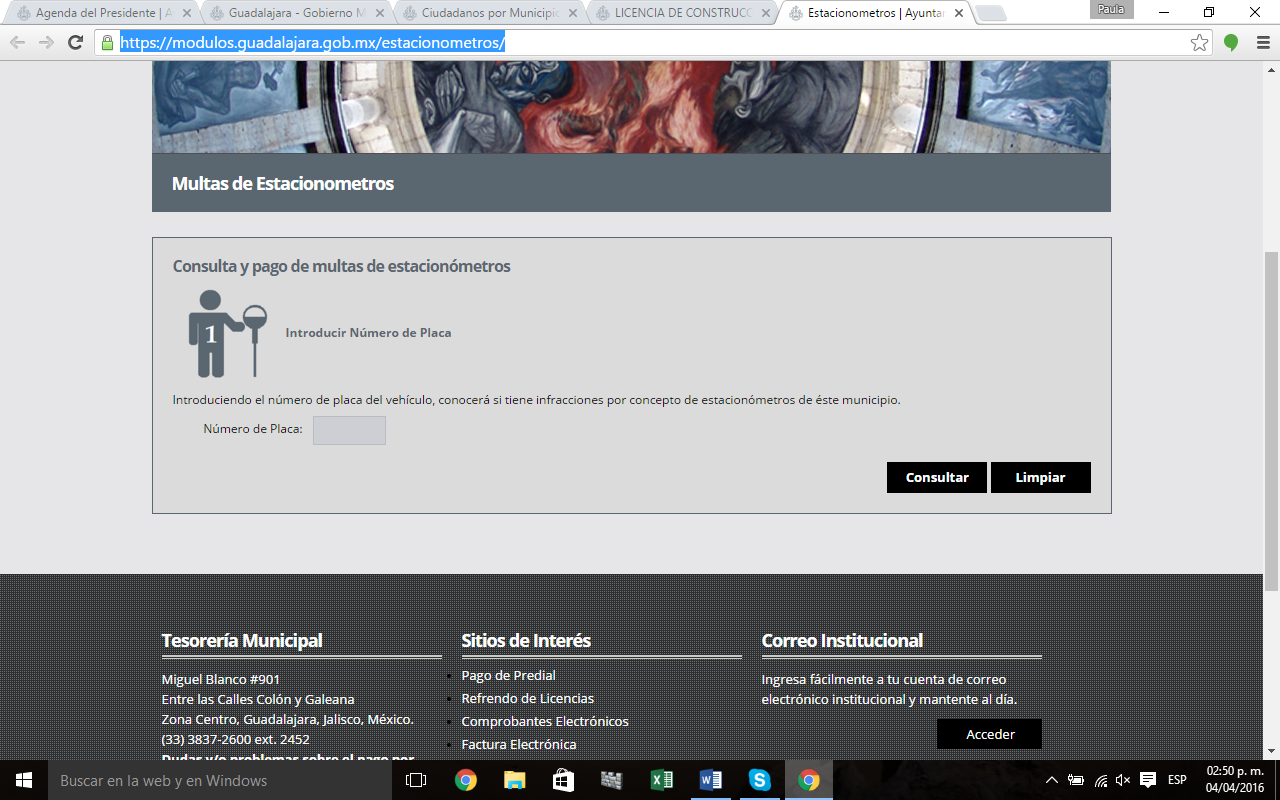 Agenda del Presidente | A
Guadalajara - Gobierno M
Ciudadanos por Municipio
LICENCIA DE CONSTRUCC
Estacionometros | Ayuntar
Paula
https://modulos.guadalajara.gob.mx/estacionometros/
Multas de Estacionometros
Consulta y pago de multas de estacionómetros
1
Introducir Número de Placa
Introduciendo el número de placa del vehículo, conocerá si tiene infracciones por concepto de estacionómetros de éste municipio.
Número de Placa:
Consultar
Limpiar
Tesorería Municipal
Miguel Blanco #901
Entre las Calles Colón y Galeana
Zona Centro, Guadalajara, Jalisco, México.
(33) 3837-2600 ext. 2452
Dudas y/o problemas sobre el pago por
Sitios de Interés
Pago de Predial
Refrendo de Licencias
Comprobantes Electrónicos
Factura Electrónica
Correo Institucional
Ingresa fácilmente a tu cuenta de correo
electrónico institucional y mantente al día.
Acceder
Buscar en la web y en Windows
ESP
02:50 p. m.
04/04/2016